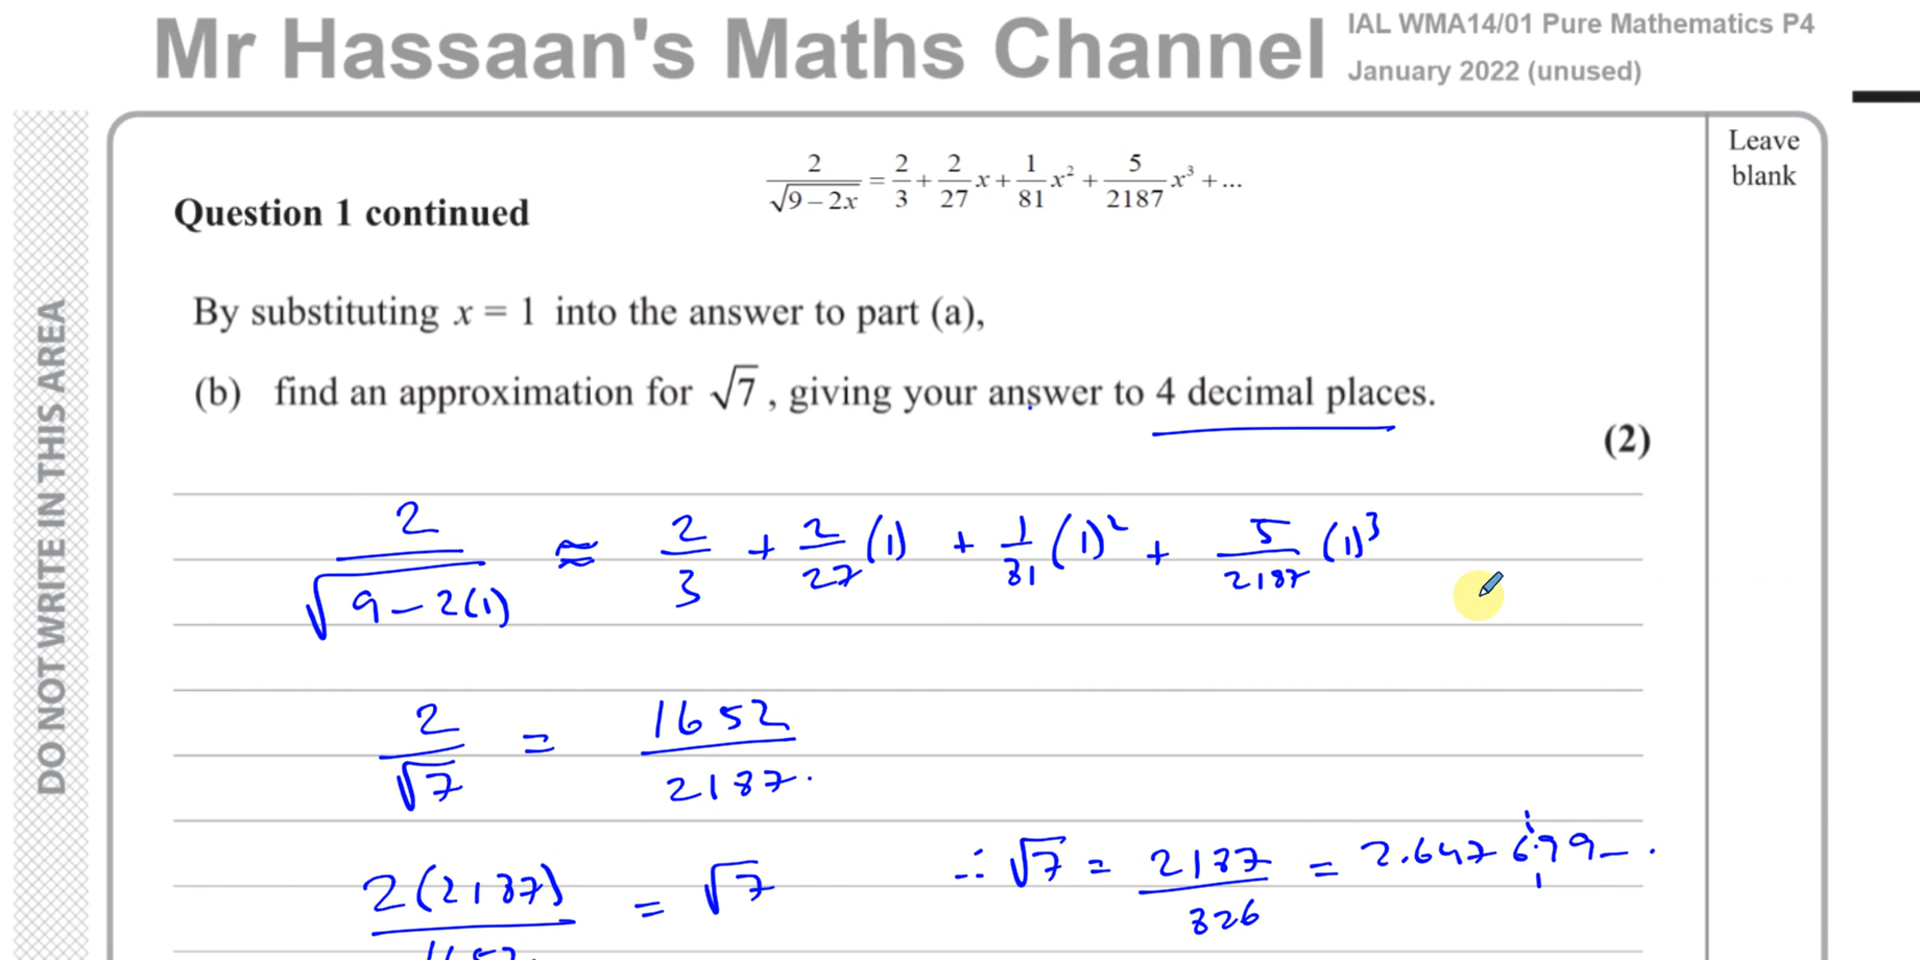 Mr Hassaan's Maths Channel
IAL WMA14/01 Pure Mathematics P4
January 2022 (unused)
Leave
blank
DO NOT WRITE IN THIS AREA
2/√(9−2x) = 2/3 + 2/27 x + 1/81 x² + 5/2187 x³ + ...
Question 1 continued
By substituting x = 1 into the answer to part (a),
(b) find an approximation for √7, giving your answer to 4 decimal places.
(2)
2/√(9−2(1)) ≈ 2/3 + 2/27 (1) + 1/81 (1)² + 5/2187 (1)³
2/√7 = 1652/2187.
2(2187)/1652 = √7
∴ √7 = 2187/826 = 2.647699....